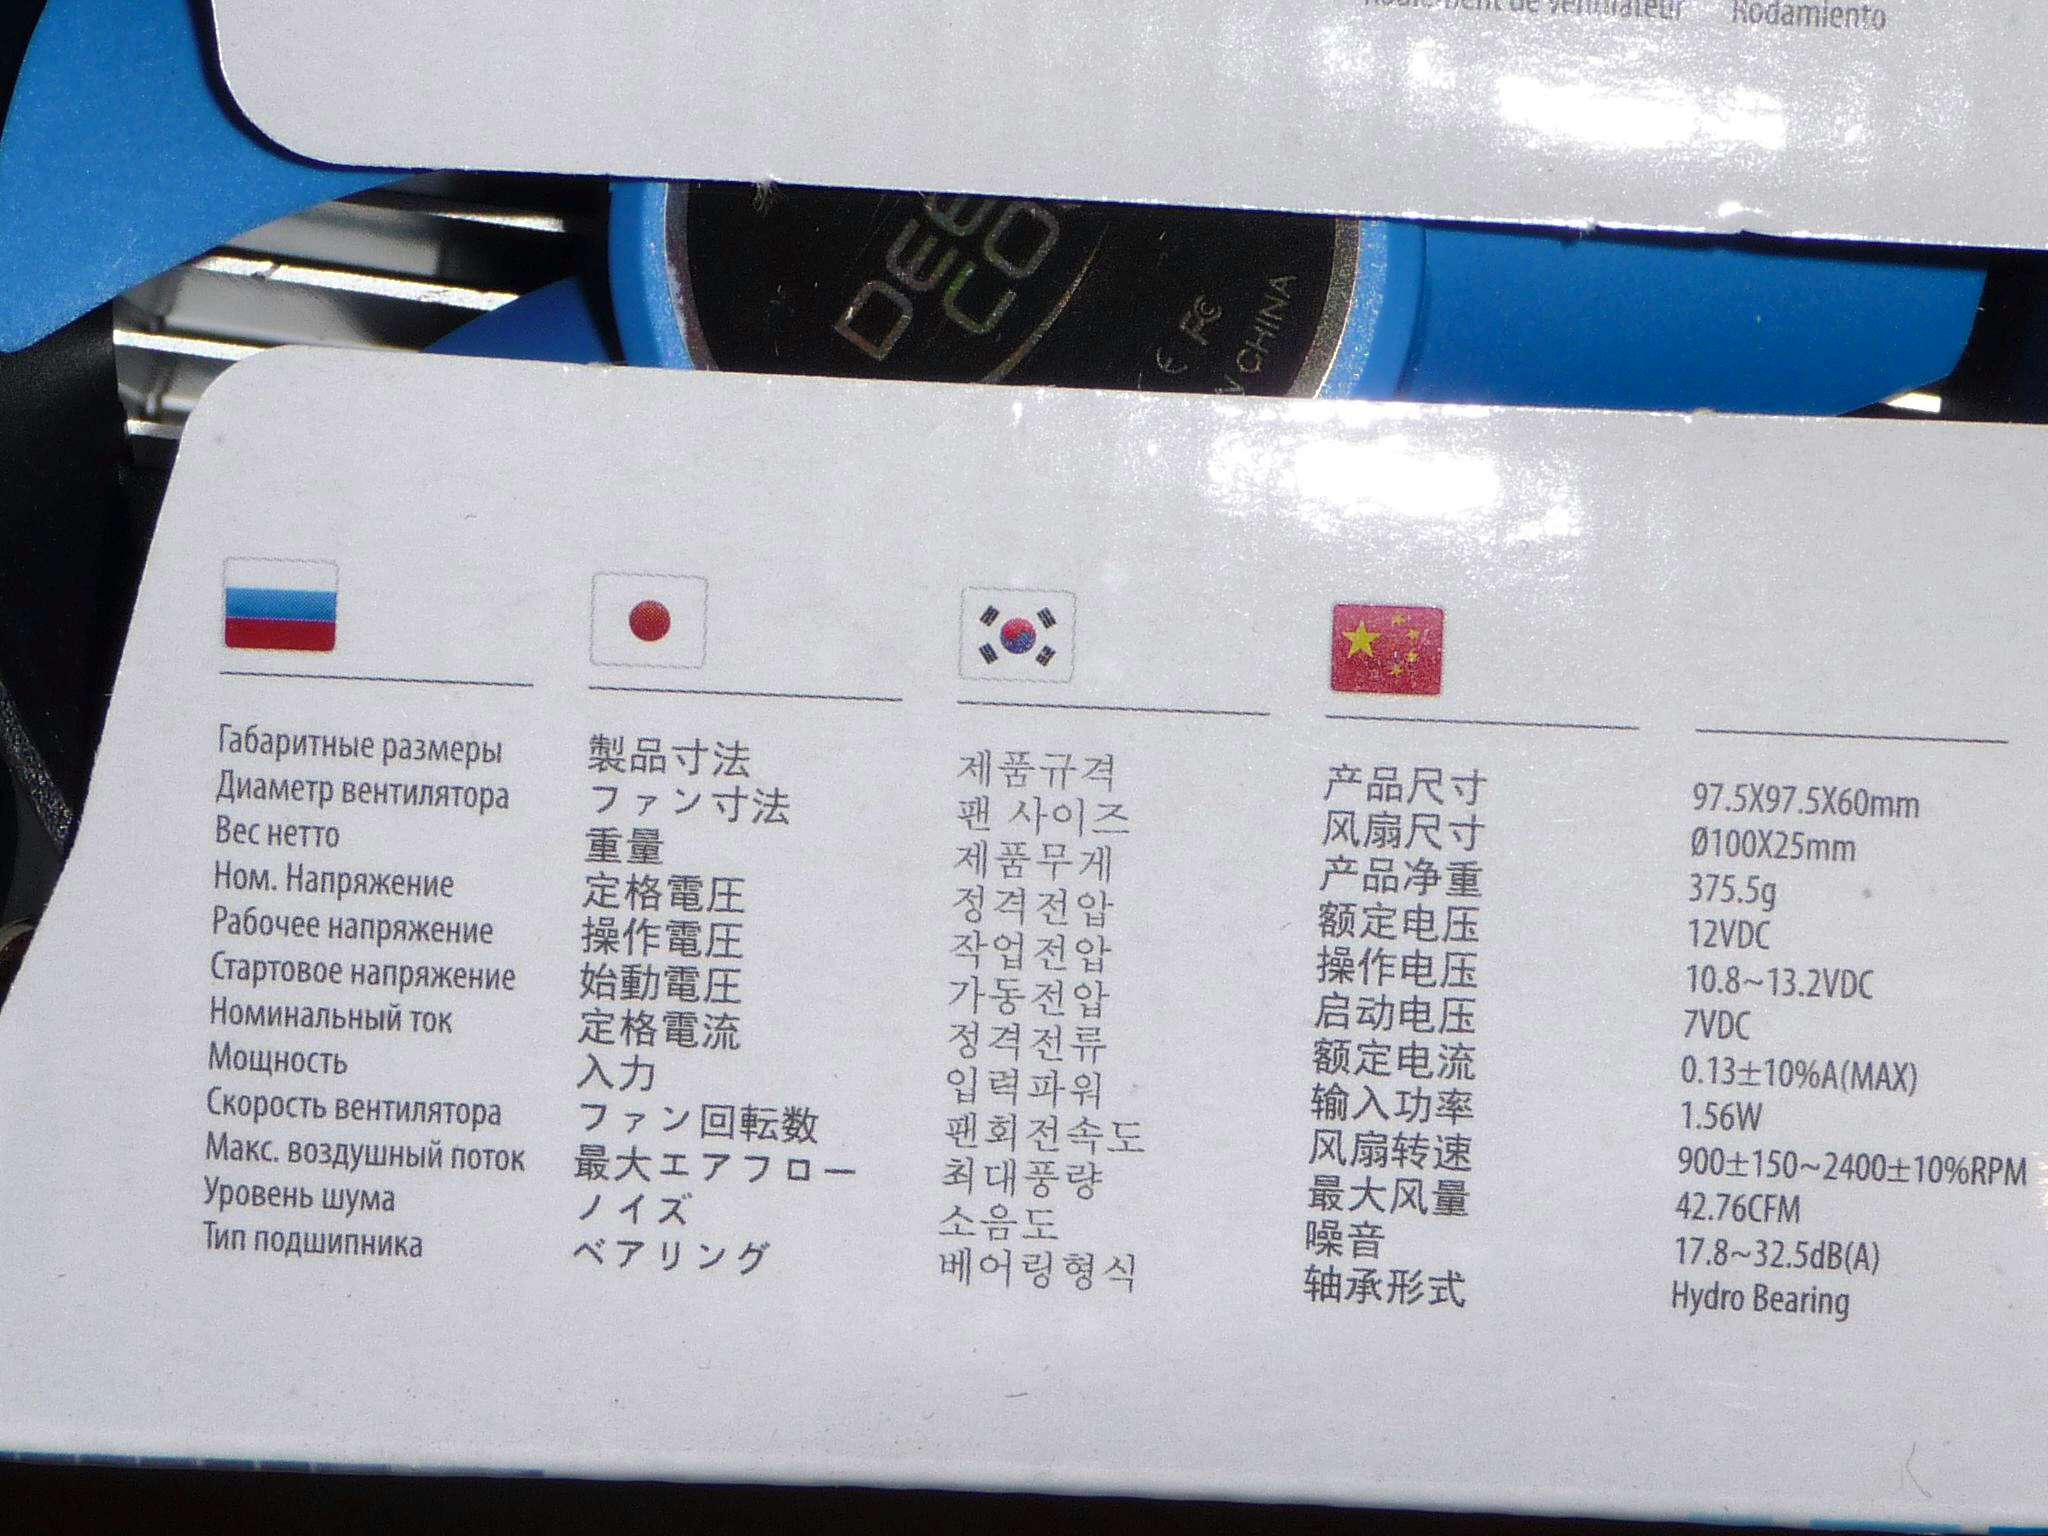 de ventilateur Rodamiento
DEE
CO
FC CE
CHINA
Габаритные размеры 製品寸法 제품규격 产品尺寸 97.5X97.5X60mm
Диаметр вентилятора ファン寸法 팬 사이즈 风扇尺寸 Ø100X25mm
Вес нетто 重量 제품무게 产品净重 375.5g
Ном. Напряжение 定格電圧 정격전압 额定电压 12VDC
Рабочее напряжение 操作電圧 작업전압 操作电压 10.8~13.2VDC
Стартовое напряжение 始動電圧 가동전압 启动电压 7VDC
Номинальный ток 定格電流 정격전류 额定电流 0.13±10%A(MAX)
Мощность 入力 입력파워 输入功率 1.56W
Скорость вентилятора ファン回転数 팬회전속도 风扇转速 900±150~2400±10%RPM
Макс. воздушный поток 最大エアフロー 최대풍량 最大风量 42.76CFM
Уровень шума ノイズ 소음도 噪音 17.8~32.5dB(A)
Тип подшипника ベアリング 베어링형식 轴承形式 Hydro Bearing